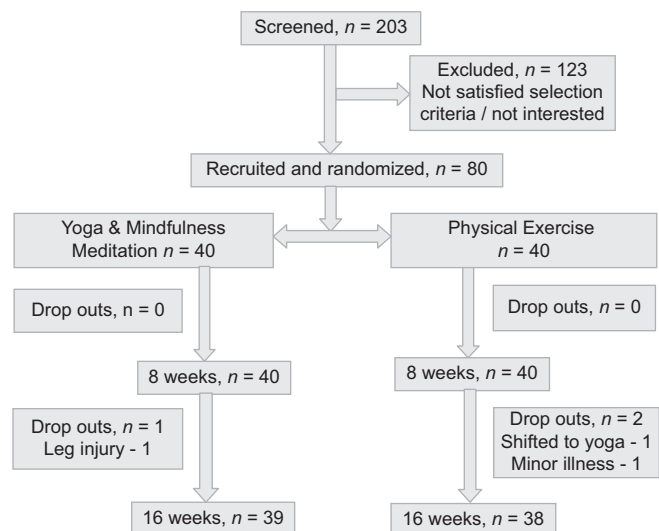 Screened, n = 203
Excluded, n = 123
Not satisfied selection
criteria / not interested
Recruited and randomized, n = 80
Yoga & Mindfulness
Meditation n = 40
Physical Exercise
n = 40
Drop outs, n = 0
Drop outs, n = 0
8 weeks, n = 40
8 weeks, n = 40
Drop outs, n = 1
Leg injury - 1
Drop outs, n = 2
Shifted to yoga - 1
Minor illness - 1
16 weeks, n = 39
16 weeks, n = 38